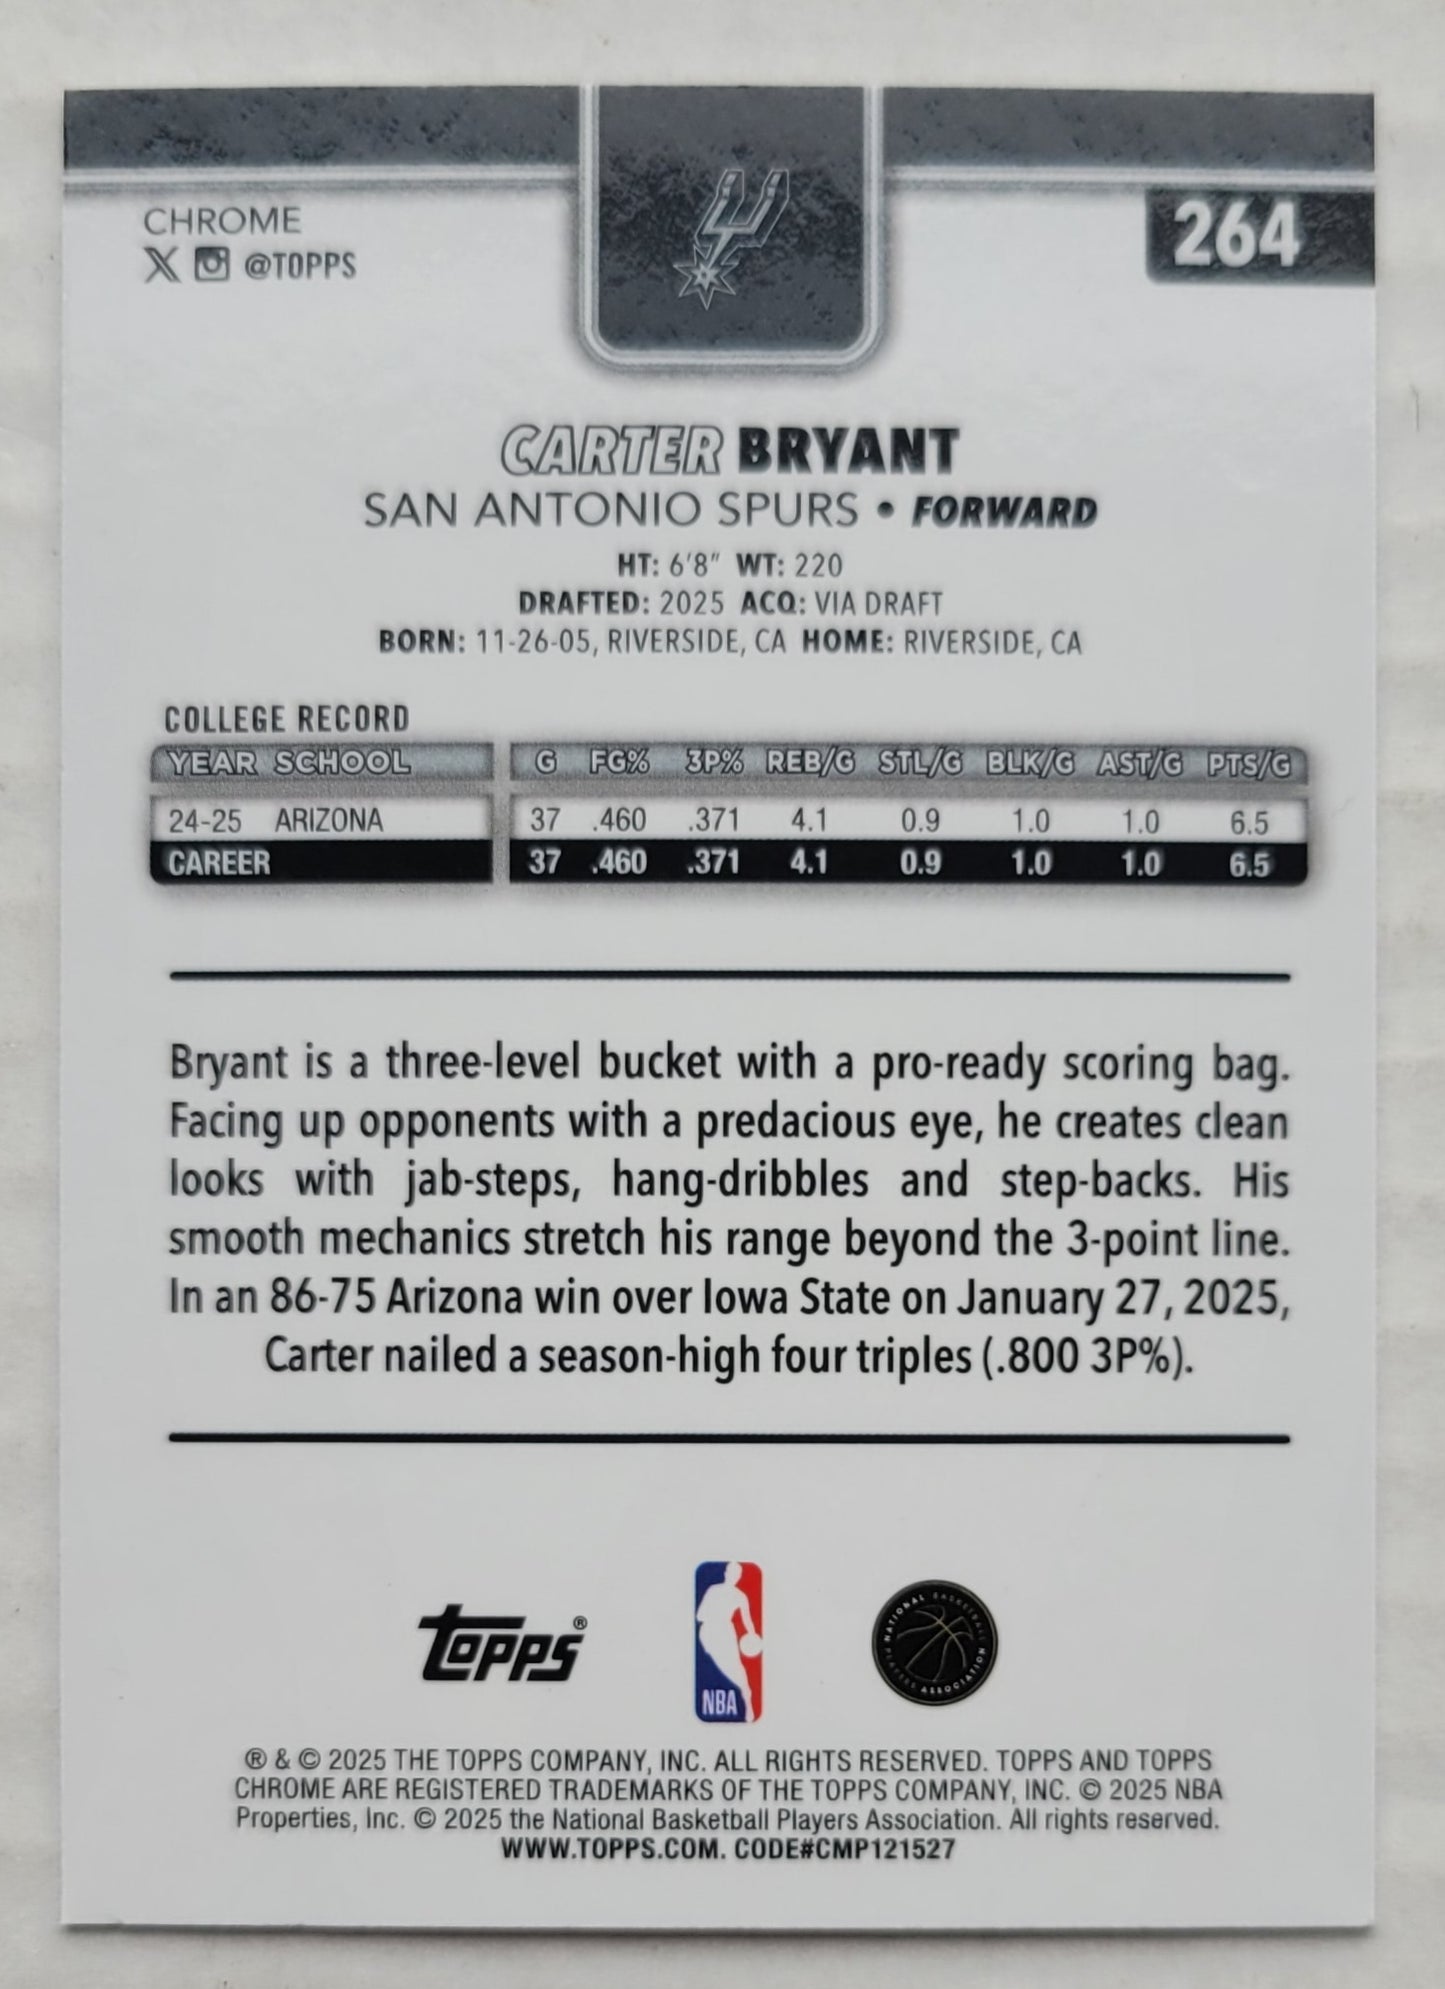 CHROME
X @TOPPS
264
CARTER BRYANT
SAN ANTONIO SPURS • FORWARD
HT: 6'8" WT: 220
DRAFTED: 2025 ACQ: VIA DRAFT
BORN: 11-26-05, RIVERSIDE, CA HOME: RIVERSIDE, CA
COLLEGE RECORD
YEAR SCHOOL G FG% 3P% REB/G STL/G BLK/G AST/G PTS/G
24-25 ARIZONA 37 .460 .371 4.1 0.9 1.0 1.0 6.5
CAREER 37 .460 .371 4.1 0.9 1.0 1.0 6.5
Bryant is a three-level bucket with a pro-ready scoring bag.
Facing up opponents with a predacious eye, he creates clean
looks with jab-steps, hang-dribbles and step-backs. His
smooth mechanics stretch his range beyond the 3-point line.
In an 86-75 Arizona win over Iowa State on January 27, 2025,
Carter nailed a season-high four triples (.800 3P%).
Topps®
NBA
NATIONAL BASKETBALL PLAYERS ASSOCIATION
® & © 2025 THE TOPPS COMPANY, INC. ALL RIGHTS RESERVED. TOPPS AND TOPPS
CHROME ARE REGISTERED TRADEMARKS OF THE TOPPS COMPANY, INC. © 2025 NBA
Properties, Inc. © 2025 the National Basketball Players Association. All rights reserved.
WWW.TOPPS.COM. CODE#CMP121527